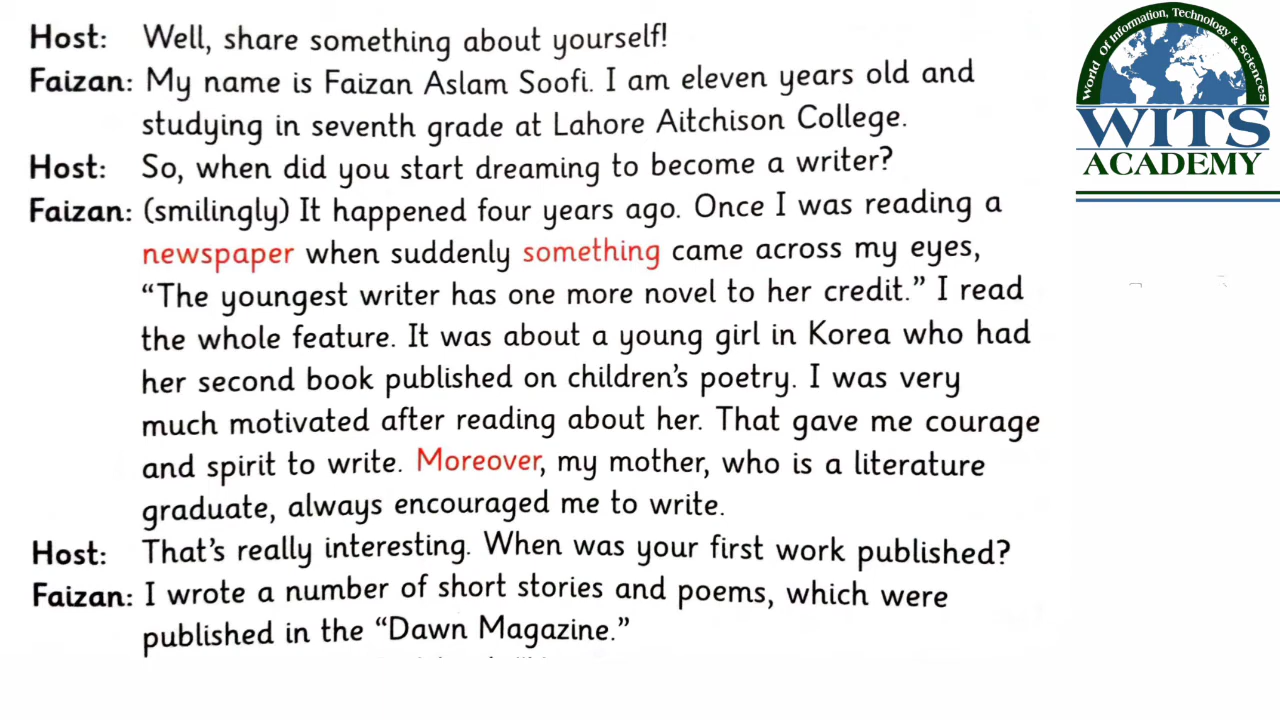 Host: Well, share something about yourself!
Faizan: My name is Faizan Aslam Soofi. I am eleven years old and
studying in seventh grade at Lahore Aitchison College.
Host: So, when did you start dreaming to become a writer?
Faizan: (smilingly) It happened four years ago. Once I was reading a
newspaper when suddenly something came across my eyes,
“The youngest writer has one more novel to her credit.” I read
the whole feature. It was about a young girl in Korea who had
her second book published on children’s poetry. I was very
much motivated after reading about her. That gave me courage
and spirit to write. Moreover, my mother, who is a literature
graduate, always encouraged me to write.
Host: That’s really interesting. When was your first work published?
Faizan: I wrote a number of short stories and poems, which were
published in the “Dawn Magazine.”
World Of Information, Technology & Sciences
WITS
ACADEMY